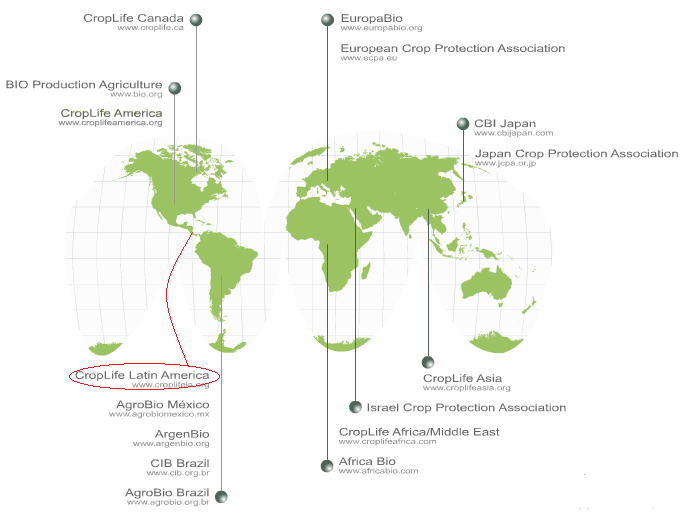 CropLife Canada
www.croplife.ca
EuropaBio
www.europabio.org
European Crop Protection Association
www.ecpa.eu
BIO Production Agriculture
www.bio.org
CropLife America
www.croplifeamerica.org
CBI Japan
www.cbijapan.com
Japan Crop Protection Association
www.jcpa.or.jp
CropLife Latin America
www.croplifela.org
AgroBio México
www.agrobiomexico.mx
ArgenBio
www.argenbio.org
CIB Brazil
www.cib.org.br
AgroBio Brazil
www.agrobio.org.br
CropLife Asia
www.croplifeasia.org
Israel Crop Protection Association
CropLife Africa/Middle East
www.croplifeafrica.com
Africa Bio
www.africabio.com